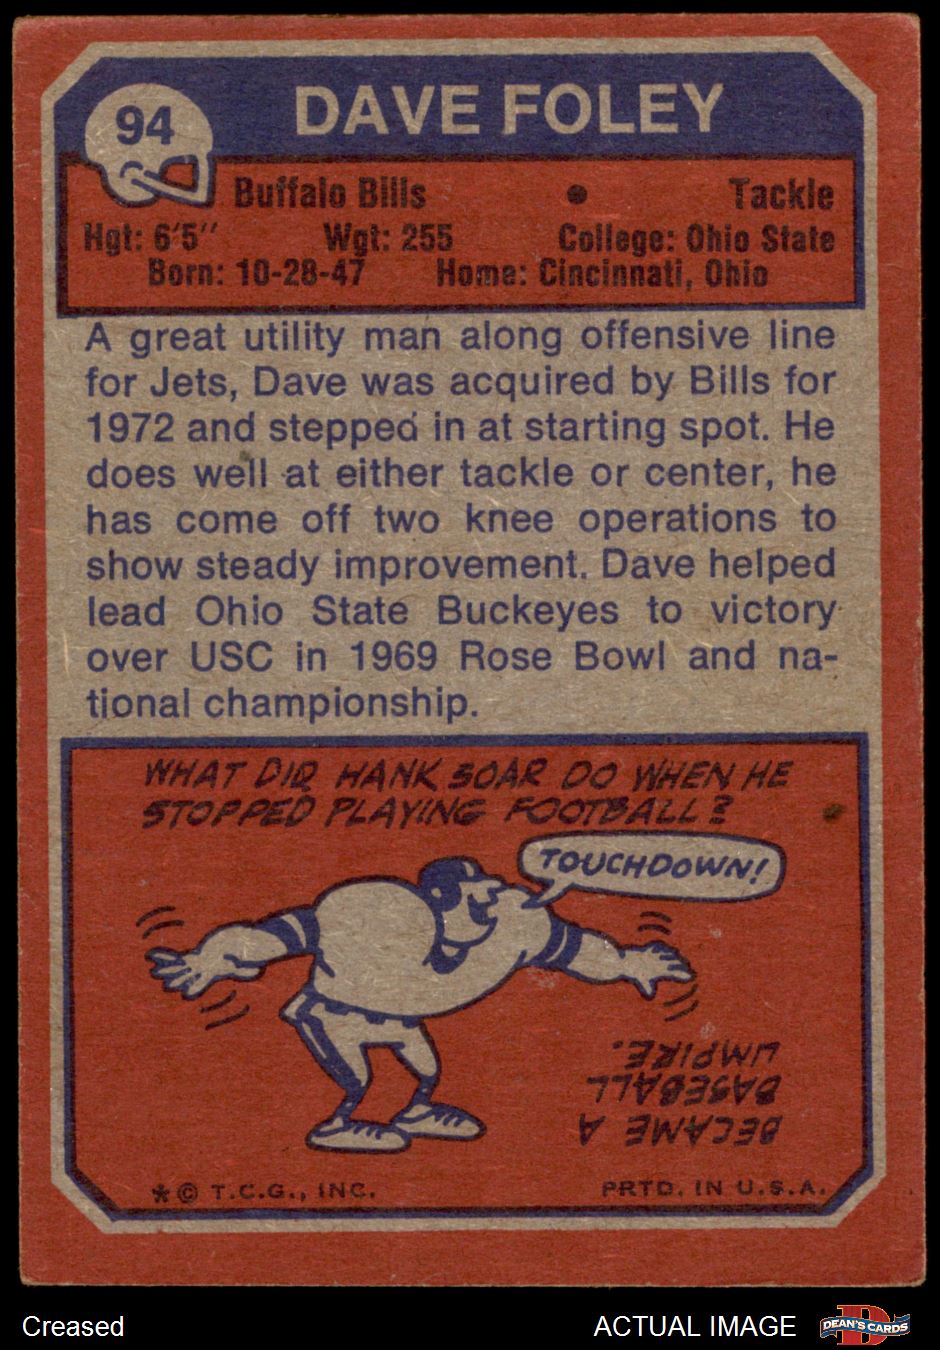 94
DAVE FOLEY
Buffalo Bills • Tackle
Hgt: 6'5" Wgt: 255 College: Ohio State
Born: 10-28-47 Home: Cincinnati, Ohio
A great utility man along offensive line
for Jets, Dave was acquired by Bills for
1972 and stepped in at starting spot. He
does well at either tackle or center, he
has come off two knee operations to
show steady improvement. Dave helped
lead Ohio State Buckeyes to victory
over USC in 1969 Rose Bowl and na-
tional championship.
WHAT DID HANK SOAR DO WHEN HE
STOPPED PLAYING FOOTBALL?
TOUCHDOWN!
BECAME A
BASEBALL
UMPIRE.
*© T.C.G., INC. PRTD. IN U.S.A.
Creased
ACTUAL IMAGE
DEAN'S CARDS